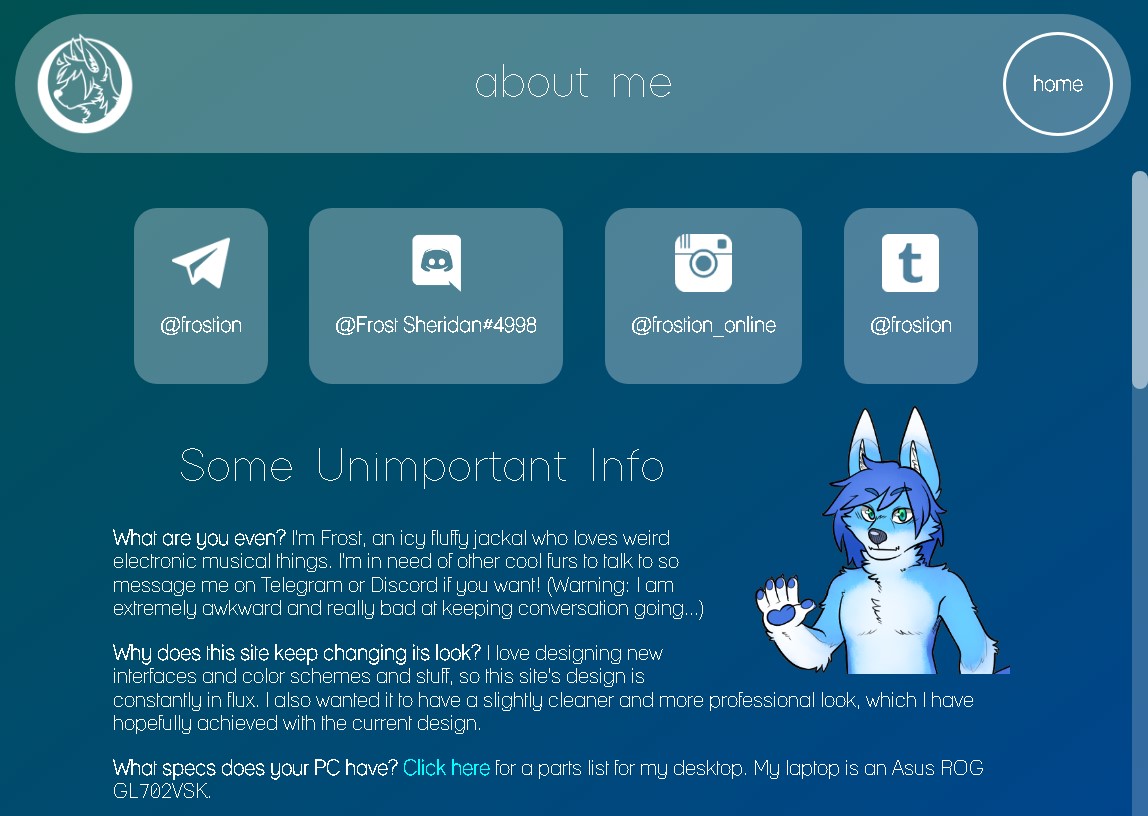 about me
home
@frostion
@Frost Sheridan#4998
@frostion_online
@frostion
Some Unimportant Info
What are you even? I'm Frost, an icy fluffy jackal who loves weird
electronic musical things. I'm in need of other cool furs to talk to so
message me on Telegram or Discord if you want! (Warning: I am
extremely awkward and really bad at keeping conversation going...)
Why does this site keep changing its look? I love designing new
interfaces and color schemes and stuff, so this site's design is
constantly in flux. I also wanted it to have a slightly cleaner and more professional look, which I have
hopefully achieved with the current design.
What specs does your PC have? Click here for a parts list for my desktop. My laptop is an Asus ROG
GL702VSK.